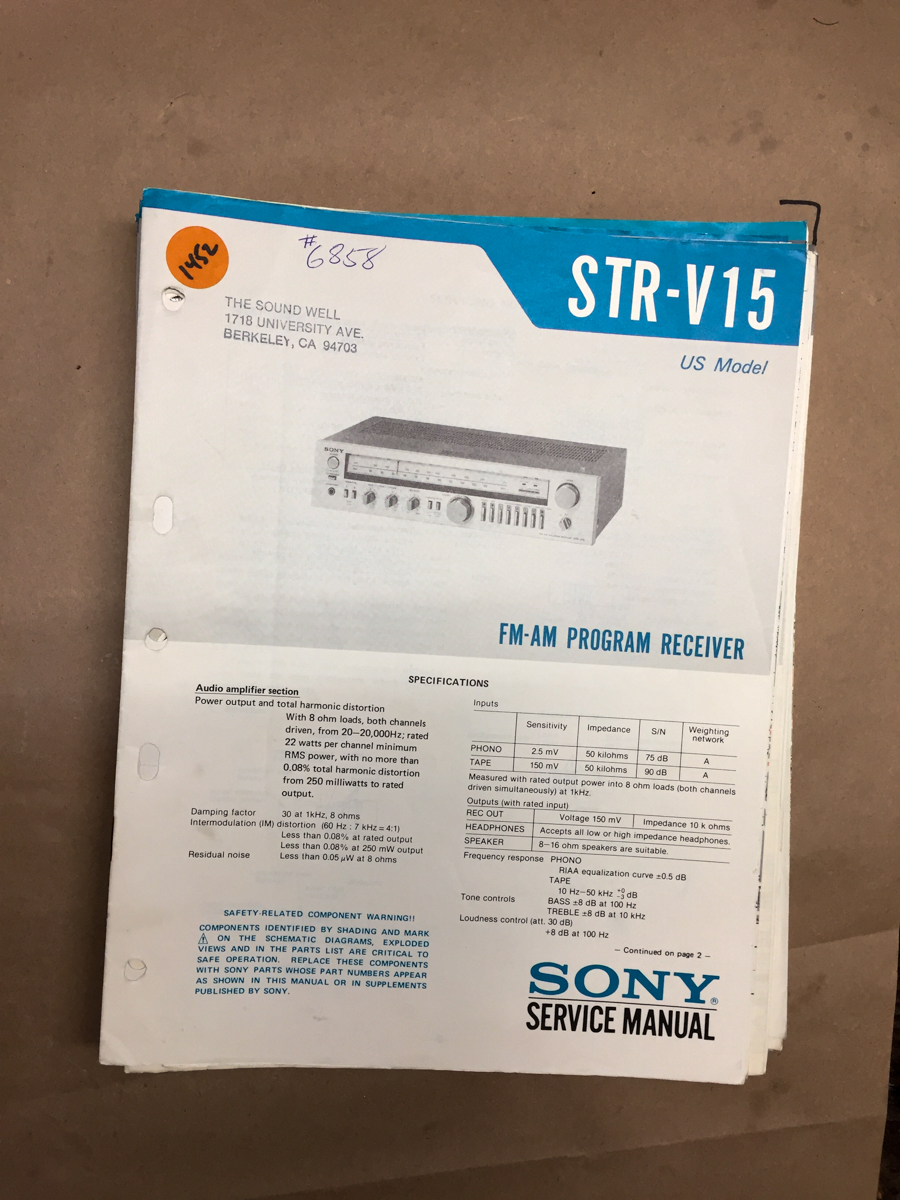 1452
#6858
STR-V15
THE SOUND WELL
1718 UNIVERSITY AVE.
BERKELEY, CA 94703
US Model
SONY
FM-AM PROGRAM RECEIVER
SPECIFICATIONS
Audio amplifier section
Power output and total harmonic distortion
With 8 ohm loads, both channels
driven, from 20—20,000Hz; rated
22 watts per channel minimum
RMS power, with no more than
0.08% total harmonic distortion
from 250 milliwatts to rated
output.
Damping factor 30 at 1kHz, 8 ohms
Intermodulation (IM) distortion (60 Hz : 7 kHz = 4:1)
Less than 0.08% at rated output
Less than 0.08% at 250 mW output
Residual noise Less than 0.05 μW at 8 ohms
SAFETY-RELATED COMPONENT WARNING!!
COMPONENTS IDENTIFIED BY SHADING AND MARK
⚠ ON THE SCHEMATIC DIAGRAMS, EXPLODED
VIEWS AND IN THE PARTS LIST ARE CRITICAL TO
SAFE OPERATION. REPLACE THESE COMPONENTS
WITH SONY PARTS WHOSE PART NUMBERS APPEAR
AS SHOWN IN THIS MANUAL OR IN SUPPLEMENTS
PUBLISHED BY SONY.
Inputs
Sensitivity Impedance S/N Weighting network
PHONO 2.5 mV 50 kilohms 75 dB A
TAPE 150 mV 50 kilohms 90 dB A
Measured with rated output power into 8 ohm loads (both channels
driven simultaneously) at 1kHz.
Outputs (with rated input)
REC OUT Voltage 150 mV Impedance 10 k ohms
HEADPHONES Accepts all low or high impedance headphones.
SPEAKER 8—16 ohm speakers are suitable.
Frequency response PHONO
RIAA equalization curve ±0.5 dB
TAPE
10 Hz—50 kHz +0 −3 dB
Tone controls BASS ±8 dB at 100 Hz
TREBLE ±8 dB at 10 kHz
Loudness control (att. 30 dB)
+8 dB at 100 Hz
— Continued on page 2 —
SONY®
SERVICE MANUAL